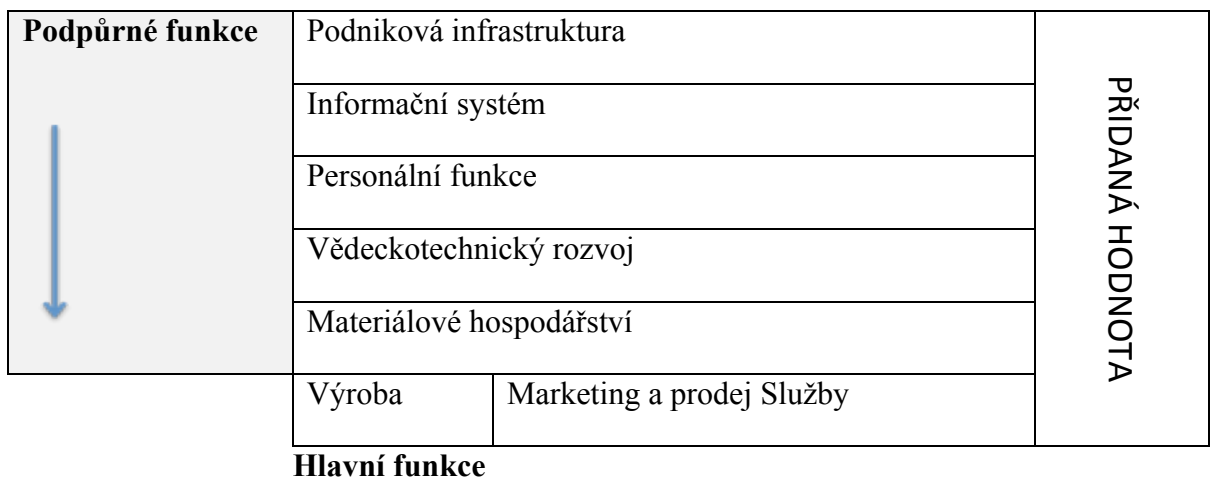 Podpůrné funkce
Podniková infrastruktura
Informační systém
Personální funkce
Vědeckotechnický rozvoj
Materiálové hospodářství
Výroba
Marketing a prodej Služby
PŘIDANÁ HODNOTA
Hlavní funkce